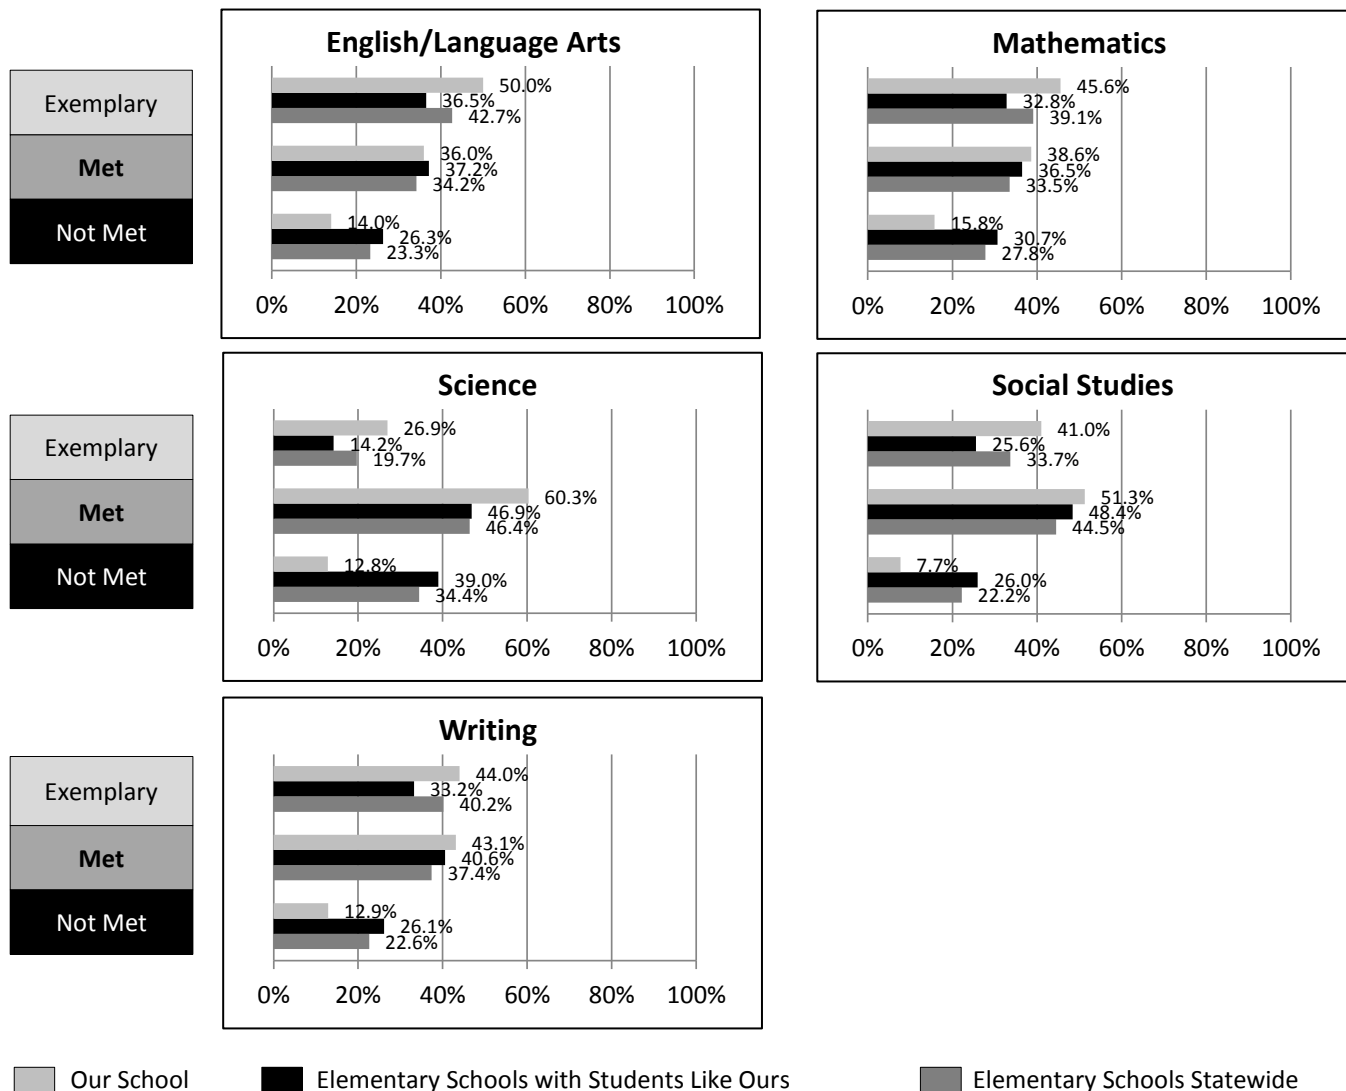 English/Language Arts
Exemplary
Met
Not Met
50.0%
36.5%
42.7%
36.0%
37.2%
34.2%
14.0%
26.3%
23.3%
0% 20% 40% 60% 80% 100%
Mathematics
45.6%
32.8%
39.1%
38.6%
36.5%
33.5%
15.8%
30.7%
27.8%
0% 20% 40% 60% 80% 100%
Science
Exemplary
Met
Not Met
26.9%
14.2%
19.7%
60.3%
46.9%
46.4%
12.8%
39.0%
34.4%
0% 20% 40% 60% 80% 100%
Social Studies
41.0%
25.6%
33.7%
51.3%
48.4%
44.5%
7.7%
26.0%
22.2%
0% 20% 40% 60% 80% 100%
Writing
Exemplary
Met
Not Met
44.0%
33.2%
40.2%
43.1%
40.6%
37.4%
12.9%
26.1%
22.6%
0% 20% 40% 60% 80% 100%
Our School Elementary Schools with Students Like Ours Elementary Schools Statewide